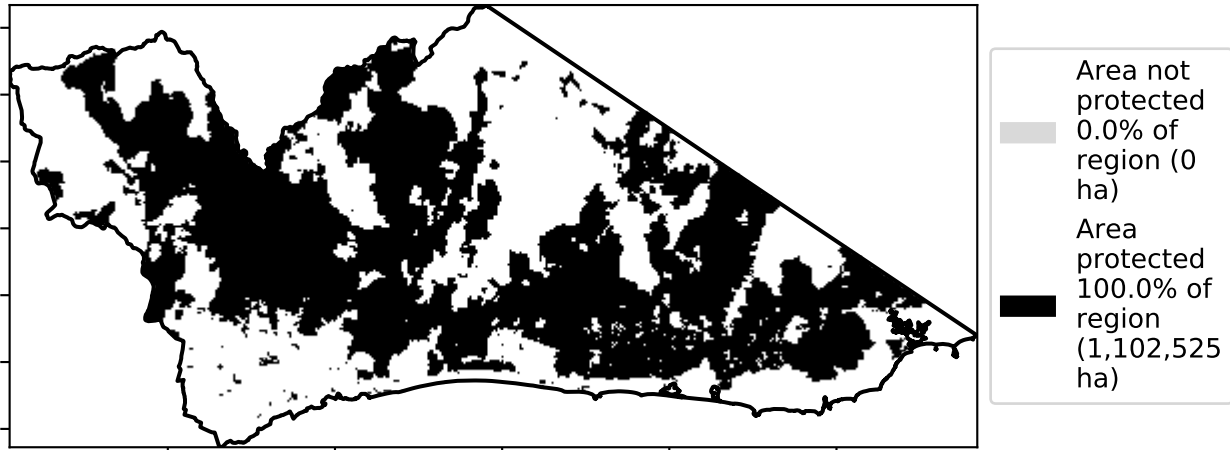 Area not
protected
0.0% of
region (0
ha)
Area
protected
100.0% of
region
(1,102,525
ha)